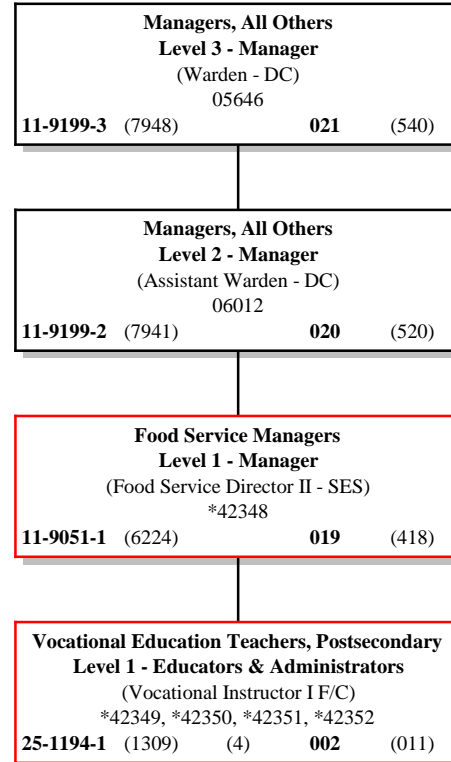 Managers, All Others
Level 3 - Manager
(Warden - DC)
05646
11-9199-3 (7948) 021 (540)
Managers, All Others
Level 2 - Manager
(Assistant Warden - DC)
06012
11-9199-2 (7941) 020 (520)
Food Service Managers
Level 1 - Manager
(Food Service Director II - SES)
*42348
11-9051-1 (6224) 019 (418)
Vocational Education Teachers, Postsecondary
Level 1 - Educators & Administrators
(Vocational Instructor I F/C)
*42349, *42350, *42351, *42352
25-1194-1 (1309) (4) 002 (011)